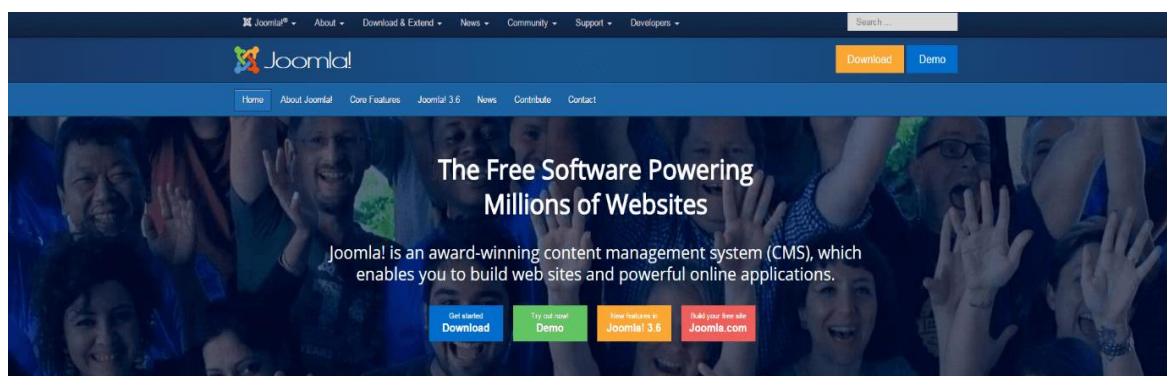 Joomla!® About Download & Extend News Community Support Developers Search ...
Joomla! Download Demo
Home About Joomla! Core Features Joomla! 3.6 News Contribute Contact
The Free Software Powering
Millions of Websites
Joomla! is an award-winning content management system (CMS), which
enables you to build web sites and powerful online applications.
Get started Try out now! New features in Build your free site
Download Demo Joomla! 3.6 Joomla.com